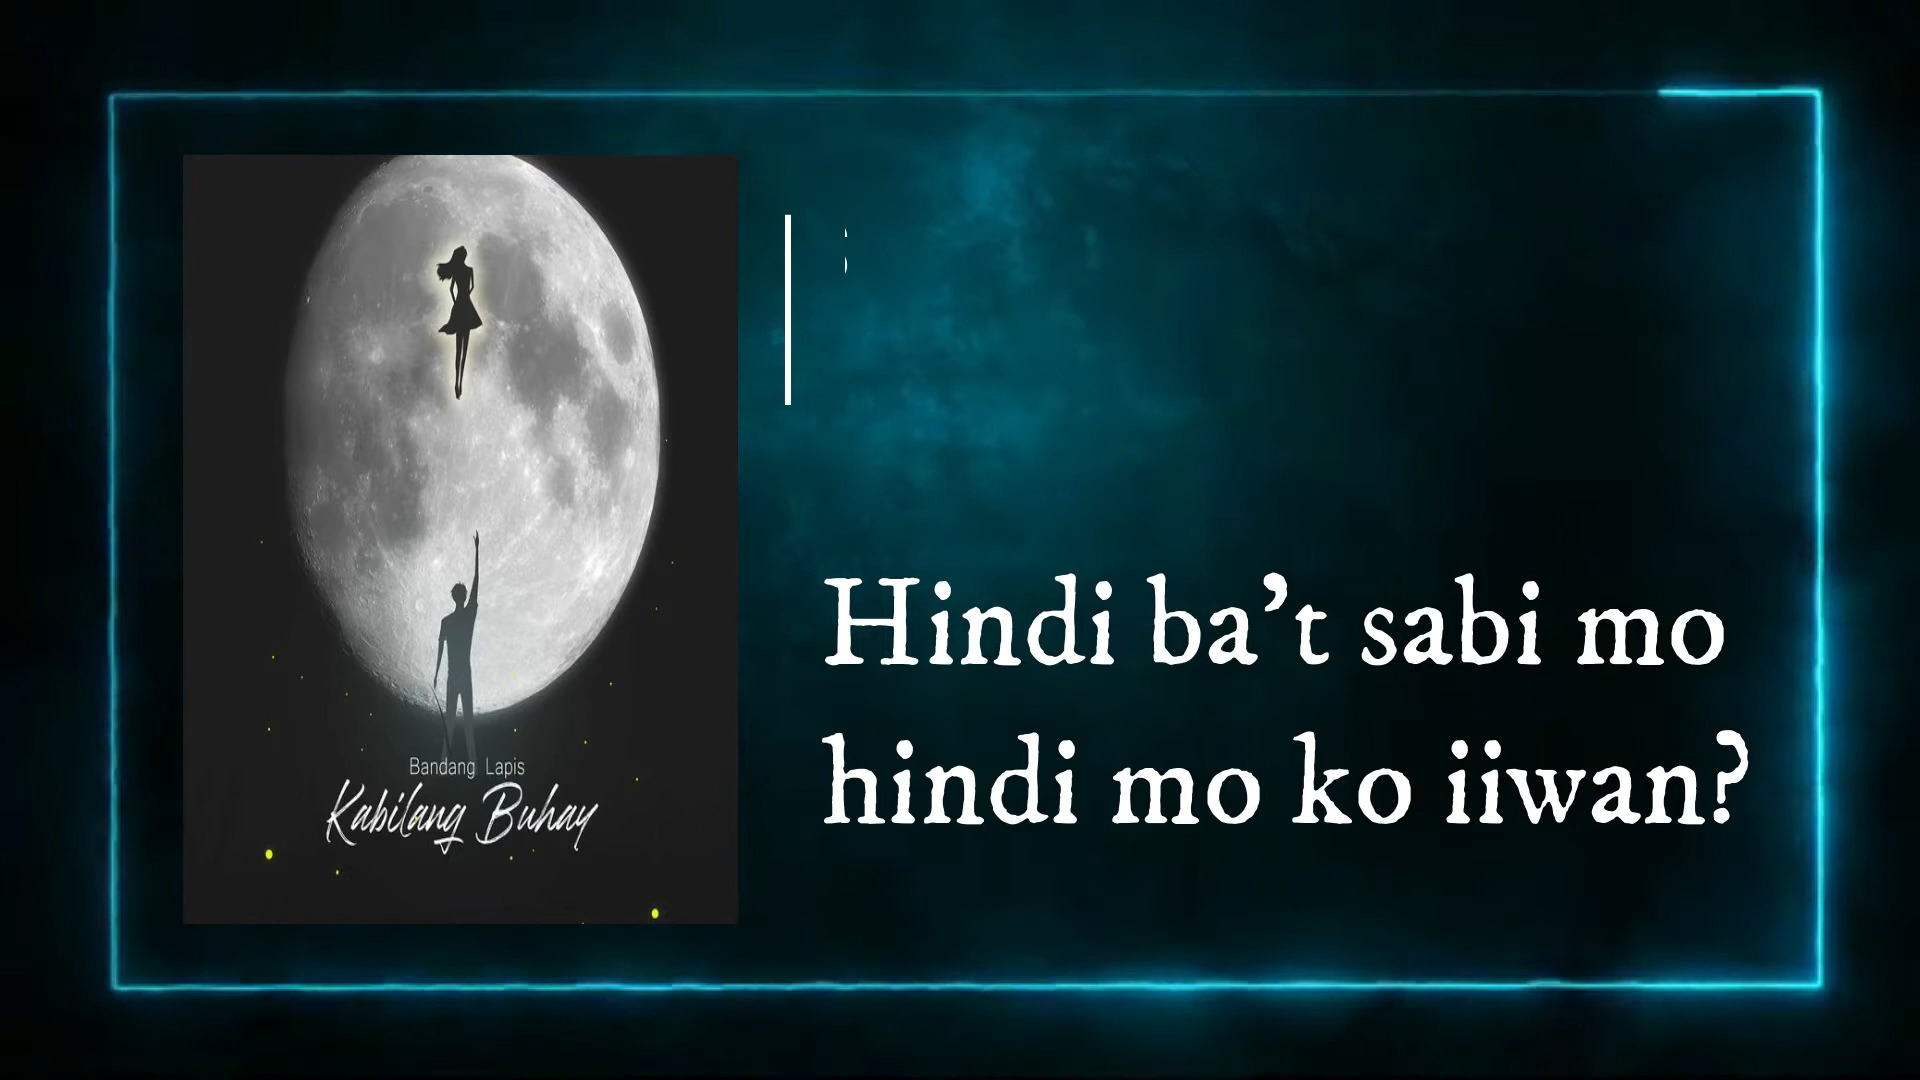 Bandang Lapis
Kabilang Buhay
Hindi ba’t sabi mo
hindi mo ko iiwan?